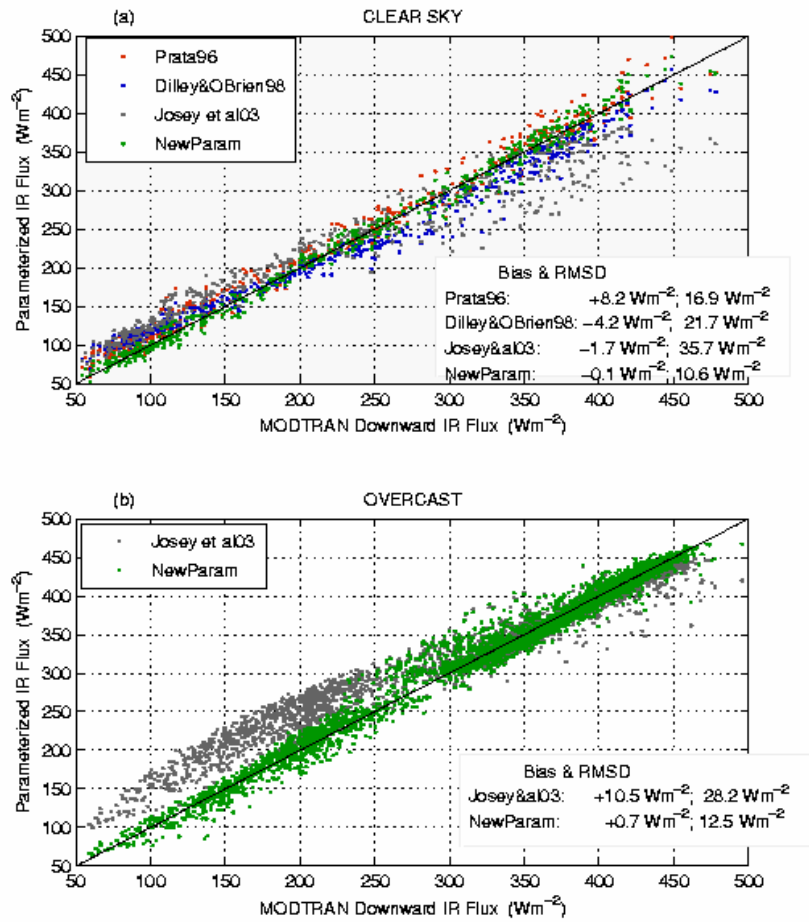 (a) CLEAR SKY
Prata96
Dilley&OBrien98
Josey et al03
NewParam
500
450
400
350
300
250
200
150
100
50
Parameterized IR Flux (Wm−2)
Bias & RMSD
Prata96: +8.2 Wm−2; 16.9 Wm−2
Dilley&OBrien98: −4.2 Wm−2; 21.7 Wm−2
Josey&al03: −1.7 Wm−2; 35.7 Wm−2
NewParam: −0.1 Wm−2; 10.6 Wm−2
50 100 150 200 250 300 350 400 450 500
MODTRAN Downward IR Flux (Wm−2)
(b) OVERCAST
Josey et al03
NewParam
500
450
400
350
300
250
200
150
100
50
Parameterized IR Flux (Wm−2)
Bias & RMSD
Josey&al03: +10.5 Wm−2; 28.2 Wm−2
NewParam: +0.7 Wm−2; 12.5 Wm−2
50 100 150 200 250 300 350 400 450 500
MODTRAN Downward IR Flux (Wm−2)